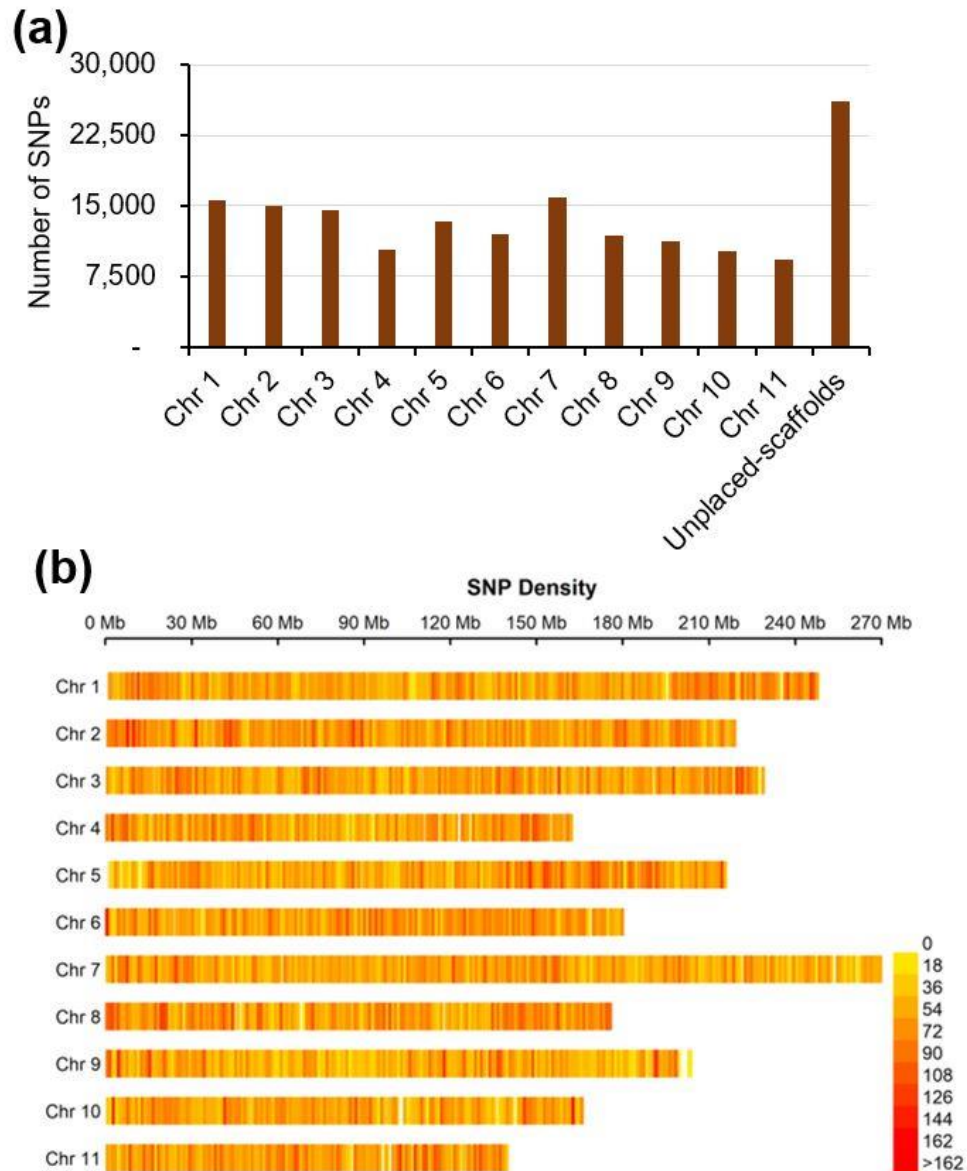 (a)
Number of SNPs
30,000
22,500
15,000
7,500
-
Chr 1
Chr 2
Chr 3
Chr 4
Chr 5
Chr 6
Chr 7
Chr 8
Chr 9
Chr 10
Chr 11
Unplaced-scaffolds
(b)
SNP Density
0 Mb 30 Mb 60 Mb 90 Mb 120 Mb 150 Mb 180 Mb 210 Mb 240 Mb 270 Mb
Chr 1
Chr 2
Chr 3
Chr 4
Chr 5
Chr 6
Chr 7
Chr 8
Chr 9
Chr 10
Chr 11
0
18
36
54
72
90
108
126
144
162
>162